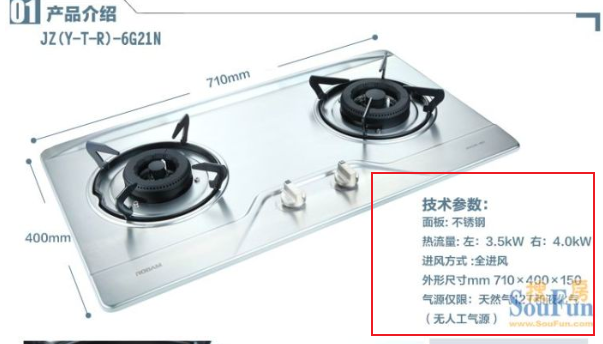 01 产品介绍
JZ(Y-T-R)-6G21N
710mm
400mm
ROBAM
技术参数：
面板: 不锈钢
热流量: 左: 3.5kW 右: 4.0kW
进风方式 :全进风
外形尺寸mm 710×400×150
气源仅限: 天然气12T
（无人工气源）
搜房
SouFun
www.SouFun.com